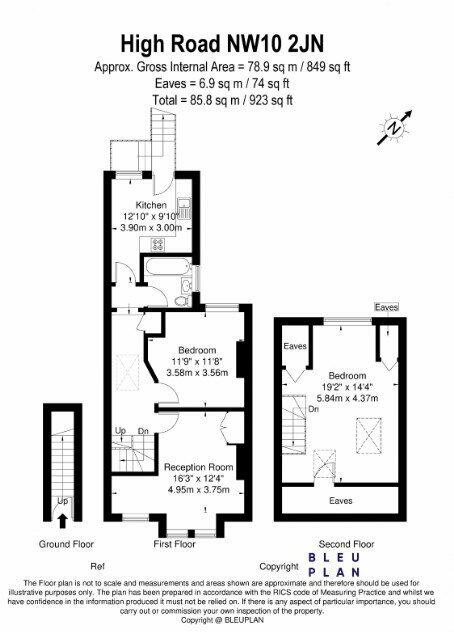 High Road NW10 2JN
Approx. Gross Internal Area = 78.9 sq m / 849 sq ft
Eaves = 6.9 sq m / 74 sq ft
Total = 85.8 sq m / 923 sq ft
N
Kitchen
12'10" x 9'10"
3.90m x 3.00m
Eaves
Eaves
Bedroom
11'9" x 11'8"
3.58m x 3.56m
Bedroom
19'2" x 14'4"
5.84m x 4.37m
Dn
Up
Dn
Reception Room
16'3" x 12'4"
4.95m x 3.75m
Up
Eaves
Ground Floor
First Floor
Second Floor
Ref
Copyright
BLEU
PLAN
The Floor plan is not to scale and measurements and areas shown are approximate and therefore should be used for
illustrative purposes only. The plan has been prepared in accordance with the RICS code of Measuring Practice and whilst we
have confidence in the information produced it must not be relied on. If there is any aspect of particular importance, you should
carry out or commission your own inspection of the property.
Copyright @ BLEUPLAN